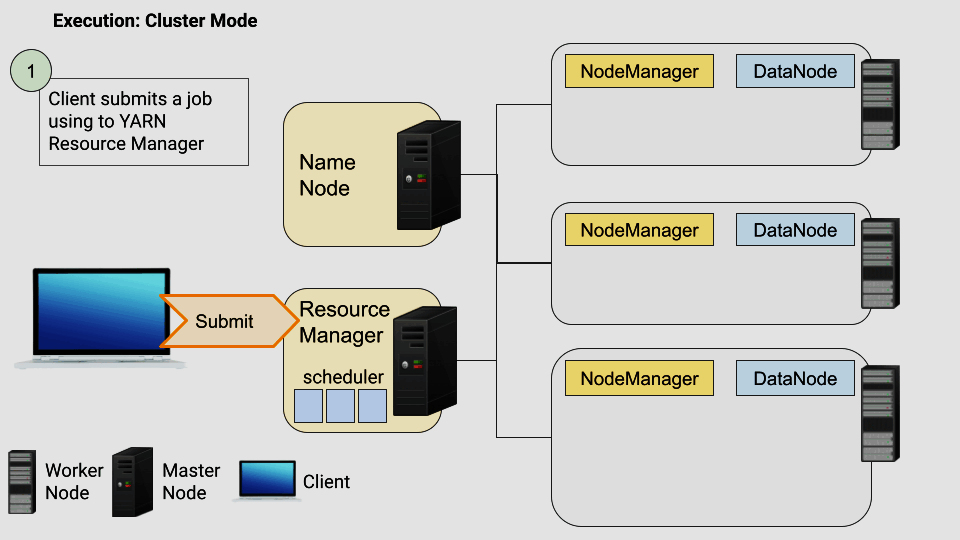 Execution: Cluster Mode
1
Client submits a job
using to YARN
Resource Manager
Name
Node
Submit
Resource
Manager
scheduler
NodeManager
DataNode
NodeManager
DataNode
NodeManager
DataNode
Worker
Node
Master
Node
Client